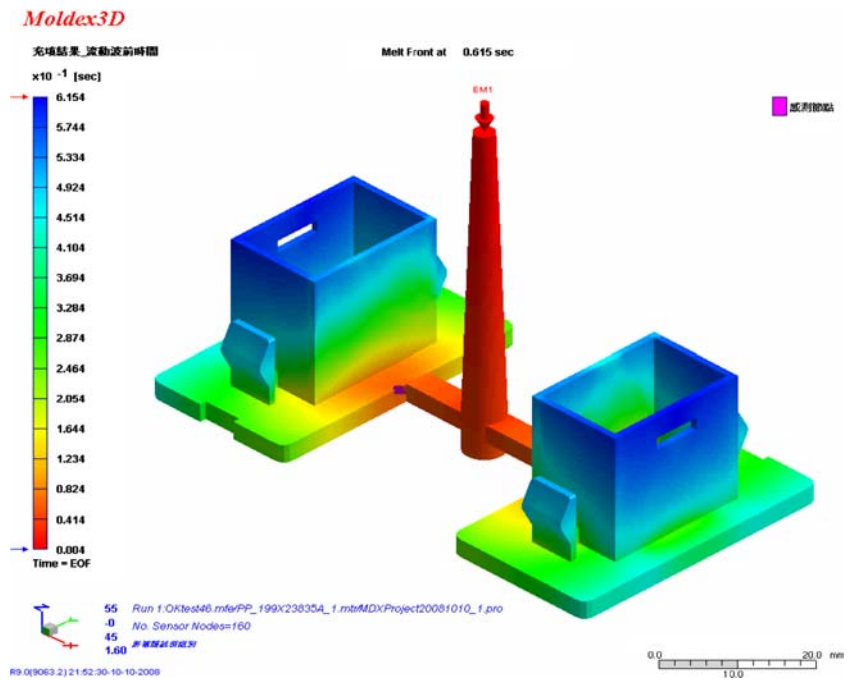 Moldex3D
充填結果_流動波前時間
Melt Front at 0.615 sec
x10 -1 [sec]
6.154
5.744
5.334
4.924
4.514
4.104
3.694
3.284
2.874
2.464
2.054
1.644
1.234
0.824
0.414
0.004
Time = EOF
EM1
感測節點
55
-0
45
1.60
Run 1:OKtest46.mfe/PP_199X23835A_1.mtr/MDXProject20081010_1.pro
No. Sensor Nodes=160
R9.0(9063.2) 21:52:30-10-10-2008
0.0
10.0
20.0 mm